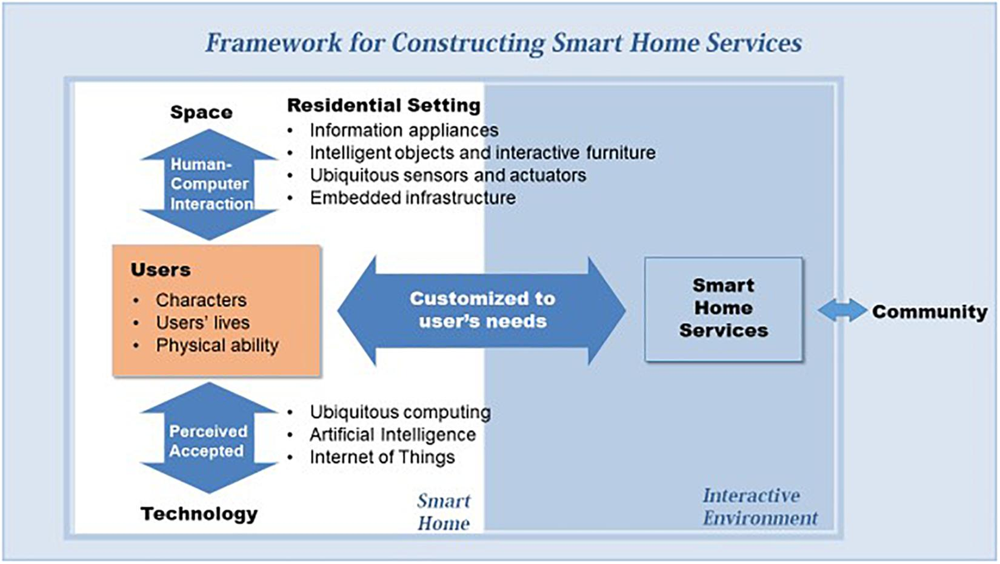 Framework for Constructing Smart Home Services
Space
Human-
Computer
Interaction
Residential Setting
• Information appliances
• Intelligent objects and interactive furniture
• Ubiquitous sensors and actuators
• Embedded infrastructure
Users
• Characters
• Users’ lives
• Physical ability
Customized to
user’s needs
Smart
Home
Services
Community
Perceived
Accepted
• Ubiquitous computing
• Artificial Intelligence
• Internet of Things
Technology
Smart
Home
Interactive
Environment